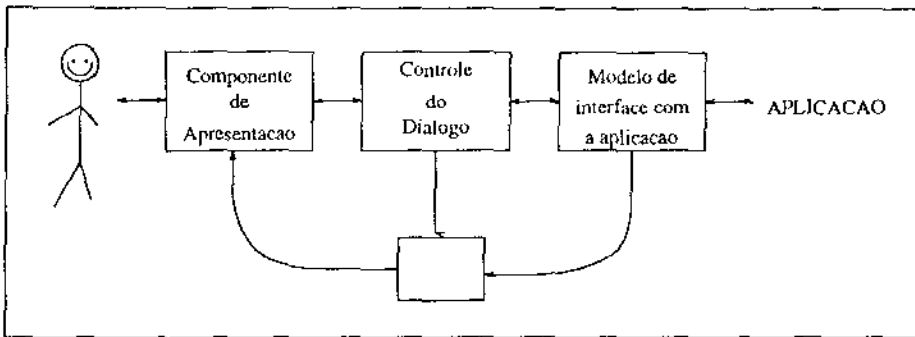 Componente
de
Apresentacao
Controle
do
Dialogo
Modelo de
interface com
a aplicacao
APLICACAO